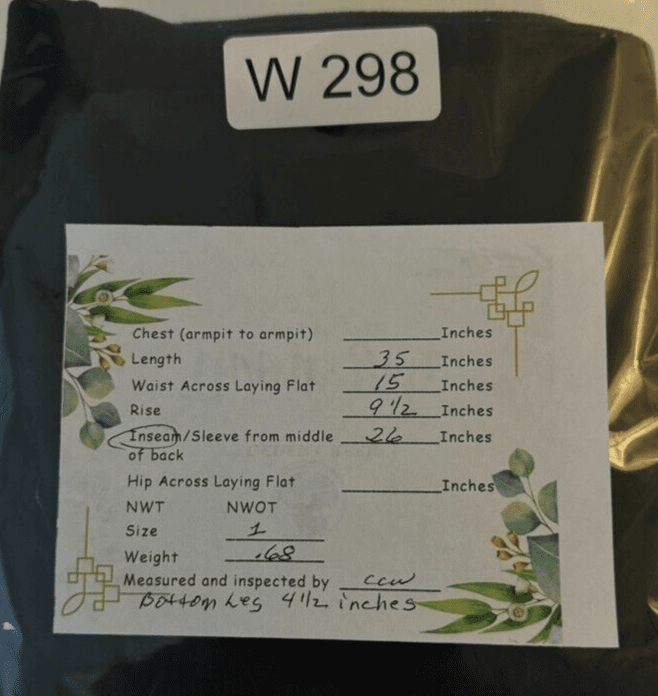 W 298
Chest (armpit to armpit) ______ Inches
Length 35 Inches
Waist Across Laying Flat 15 Inches
Rise 9 1/2 Inches
Inseam/Sleeve from middle 26 Inches
of back
Hip Across Laying Flat ______ Inches
NWT NWOT
Size 1
Weight .68
Measured and inspected by ccw
Bottom Leg 4 1/2 inches